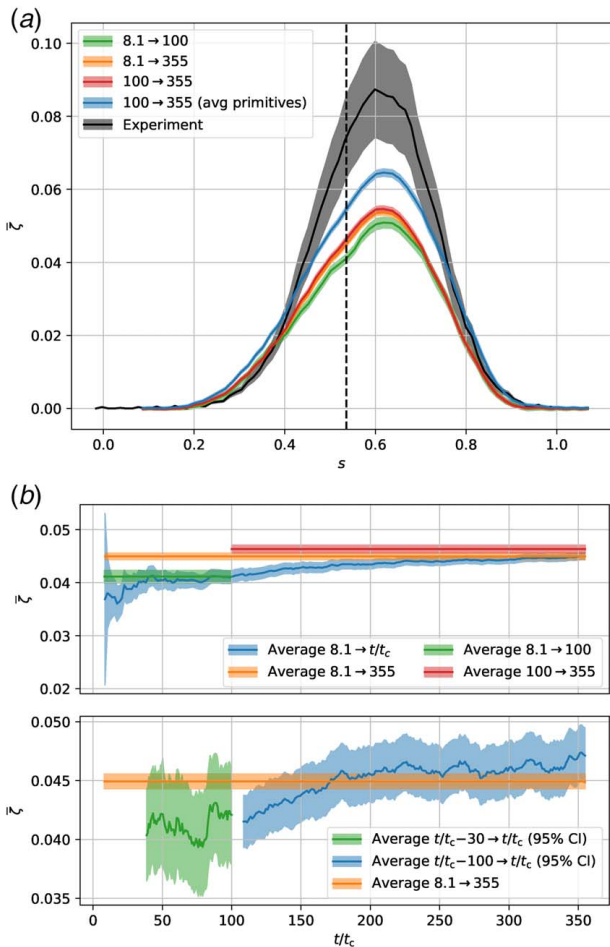 (a)
0.10
8.1→100
8.1→355
100→355
100→355 (avg primitives)
Experiment
0.08
0.06
ζ̄
0.04
0.02
0.00
0.0 0.2 0.4 0.6 0.8 1.0
s
(b)
0.05
ζ̄
0.04
0.03
0.02
Average 8.1→t/tc Average 8.1→100
Average 8.1→355 Average 100→355
0.050
0.045
ζ̄
0.040
0.035
Average t/tc−30→t/tc (95% CI)
Average t/tc−100→t/tc (95% CI)
Average 8.1→355
0 50 100 150 200 250 300 350
t/tc